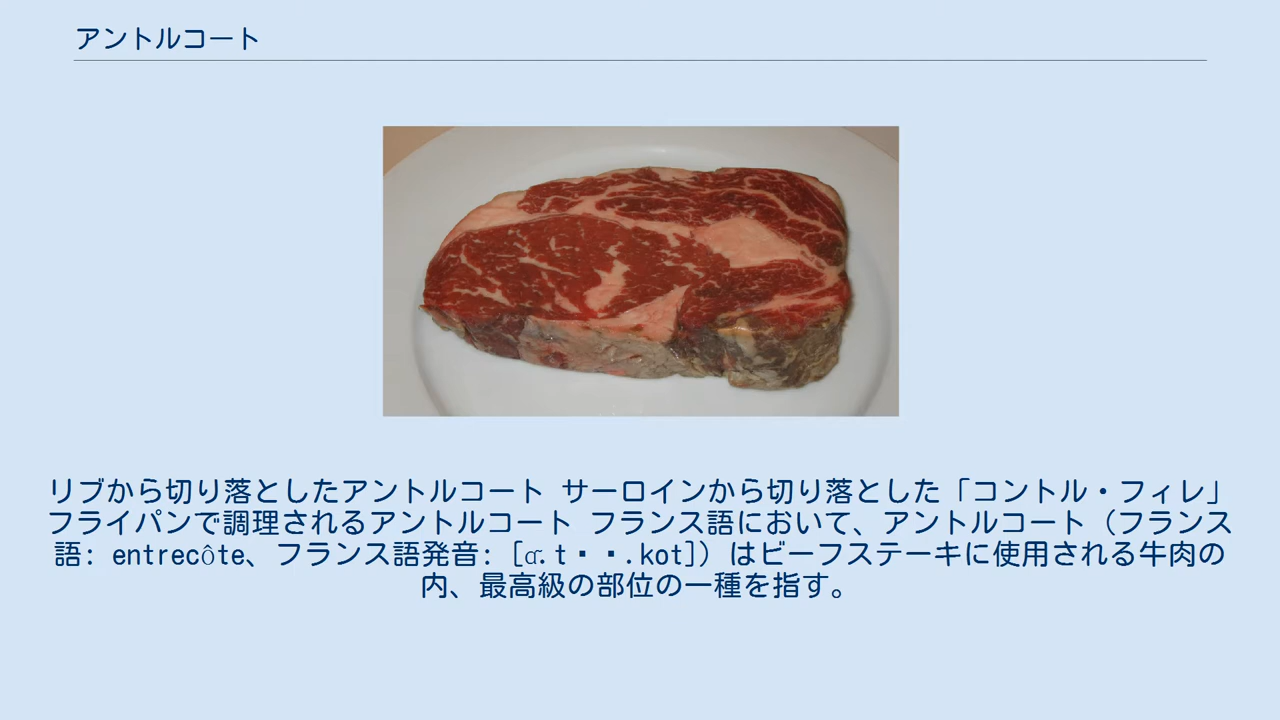 アントルコート
リブから切り落としたアントルコート サーロインから切り落とした「コントル・フィレ」
フライパンで調理されるアントルコート フランス語において、アントルコート（フランス
語: entrecôte、フランス語発音: [ɑ̃.t··.kot]）はビーフステーキに使用される牛肉の
内、最高級の部位の一種を指す。